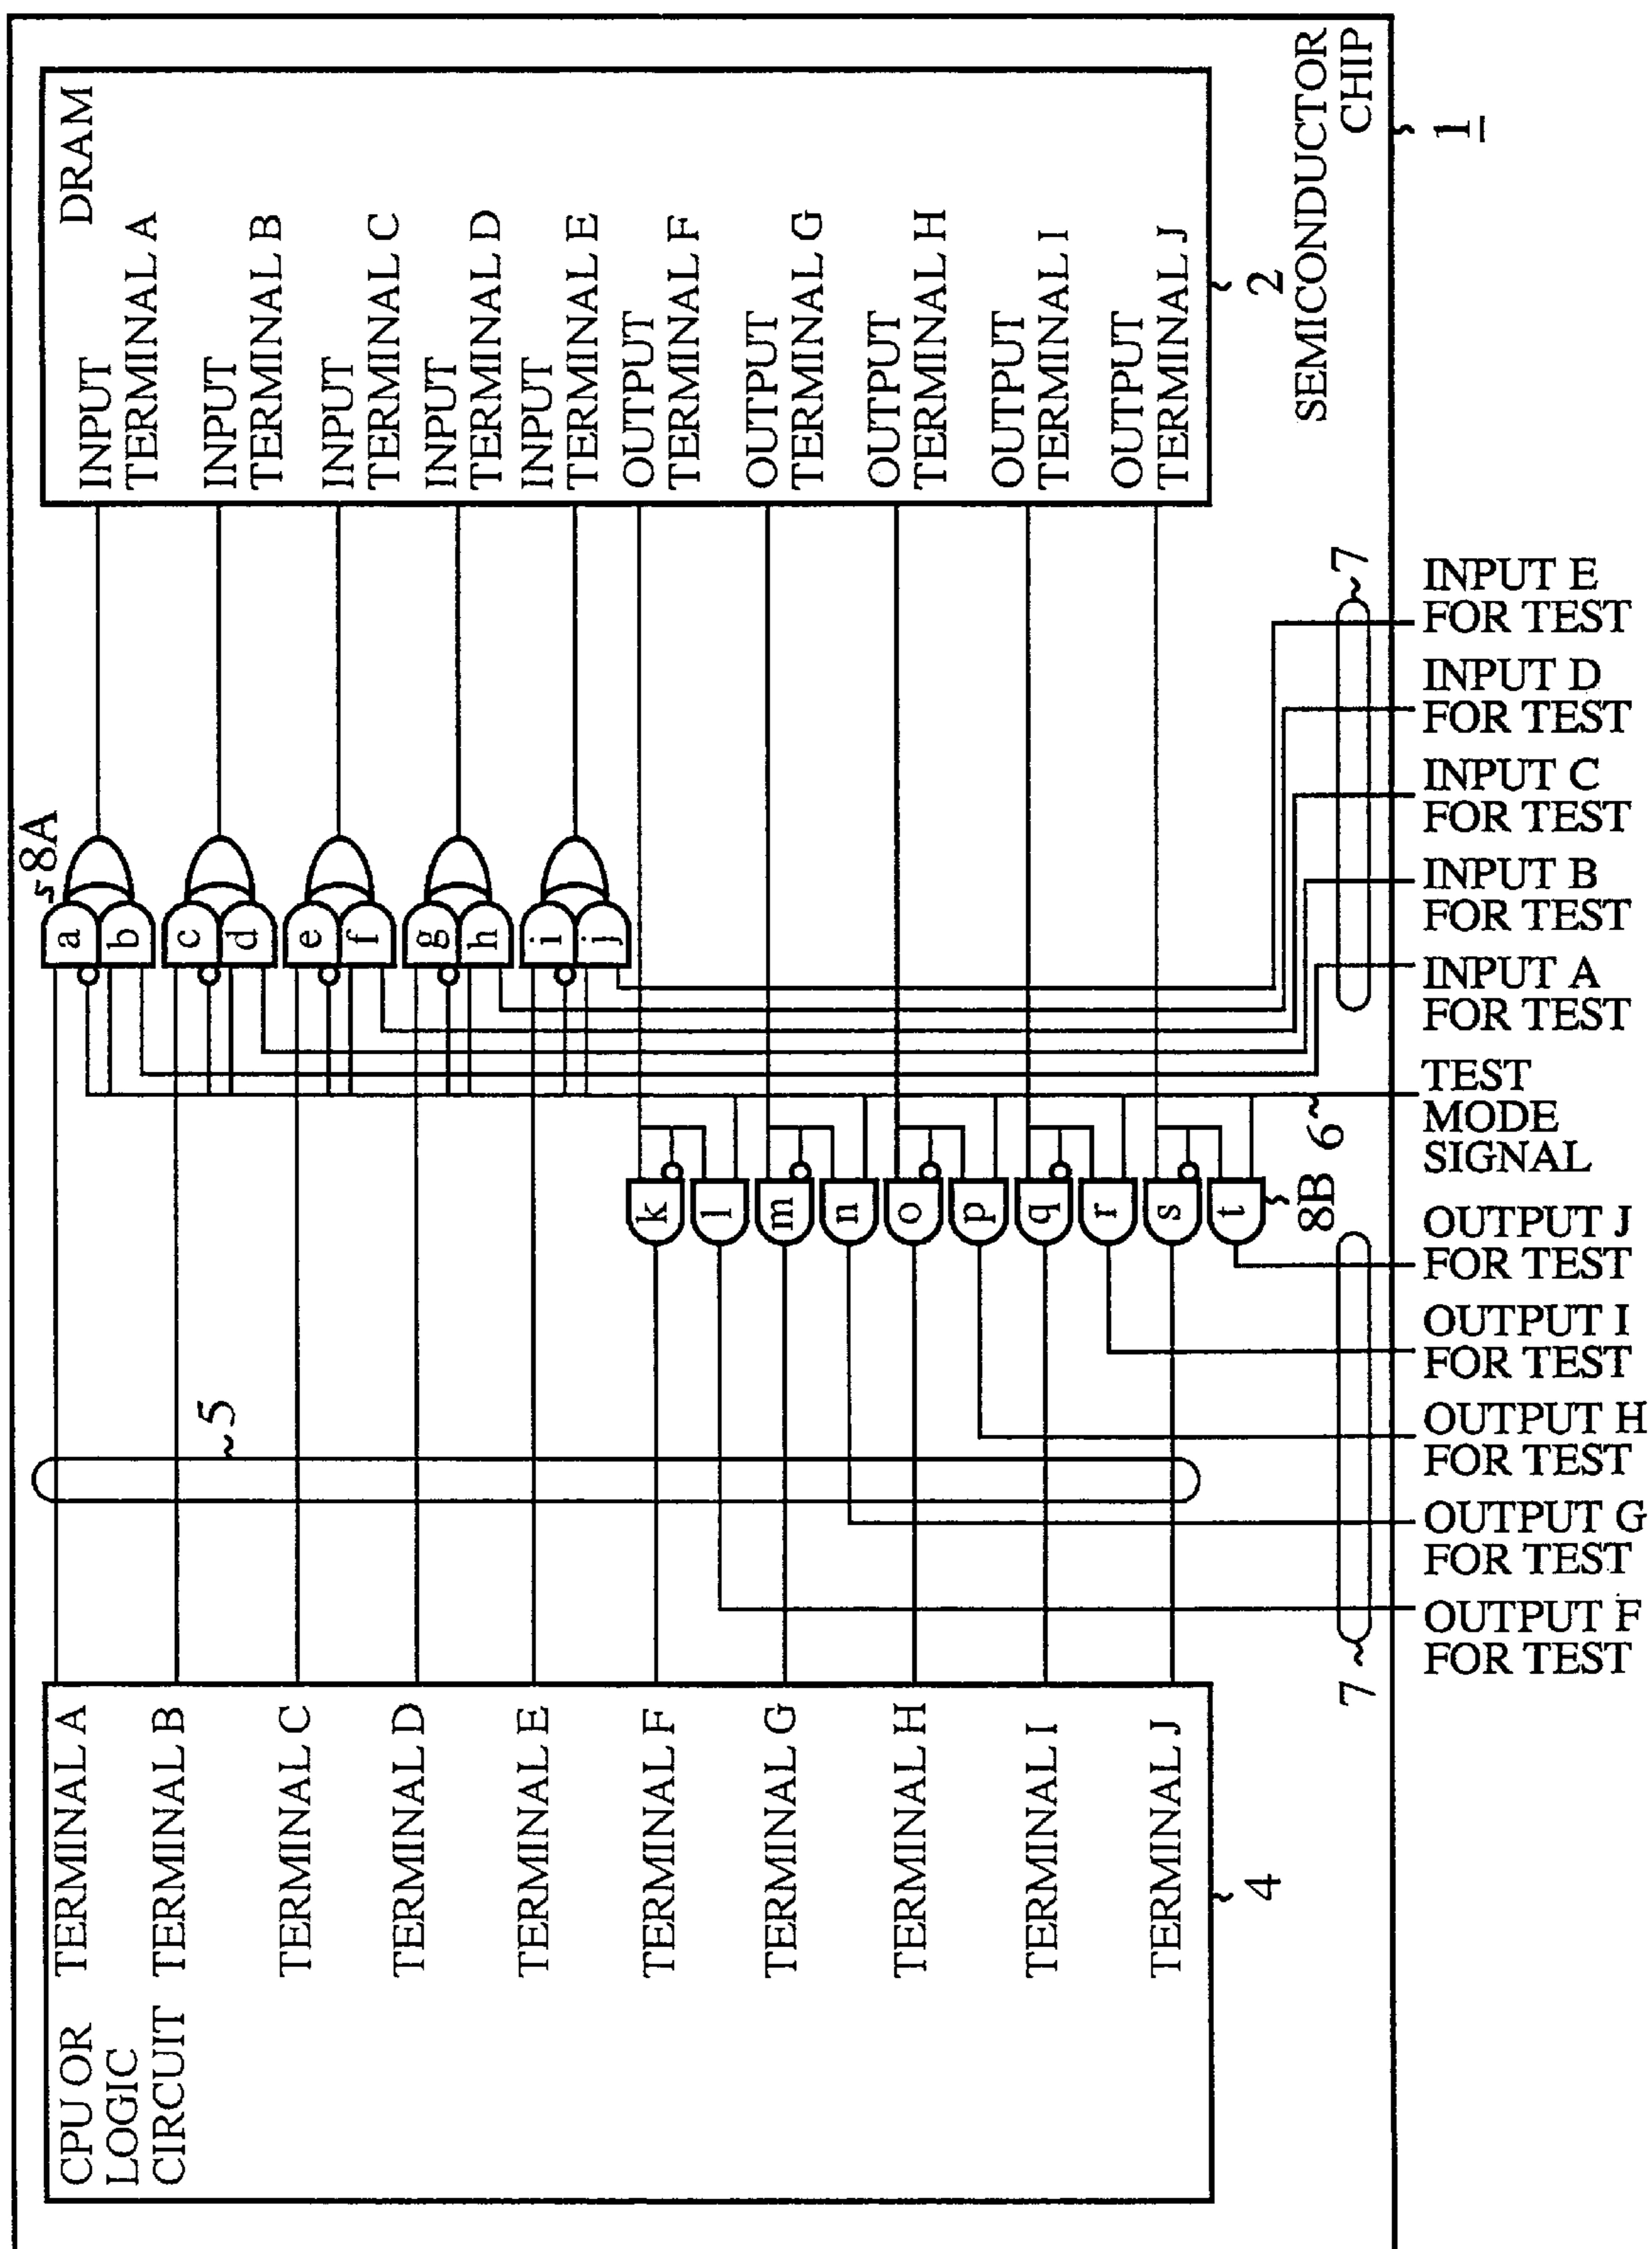 SEMICONDUCTOR
CHIP
1
DRAM
INPUT
TERMINAL A
INPUT
TERMINAL B
INPUT
TERMINAL C
INPUT
TERMINAL D
INPUT
TERMINAL E
OUTPUT
TERMINAL F
OUTPUT
TERMINAL G
OUTPUT
TERMINAL H
OUTPUT
TERMINAL I
OUTPUT
TERMINAL J
2
8A
a
b
c
d
e
f
g
h
i
j
k
l
m
n
o
p
q
r
s
t
8B
5
6
7
INPUT E
FOR TEST
INPUT D
FOR TEST
INPUT C
FOR TEST
INPUT B
FOR TEST
INPUT A
FOR TEST
TEST
MODE
SIGNAL
OUTPUT J
FOR TEST
OUTPUT I
FOR TEST
OUTPUT H
FOR TEST
OUTPUT G
FOR TEST
OUTPUT F
FOR TEST
7
CPU OR
LOGIC
CIRCUIT
TERMINAL A
TERMINAL B
TERMINAL C
TERMINAL D
TERMINAL E
TERMINAL F
TERMINAL G
TERMINAL H
TERMINAL I
TERMINAL J
4